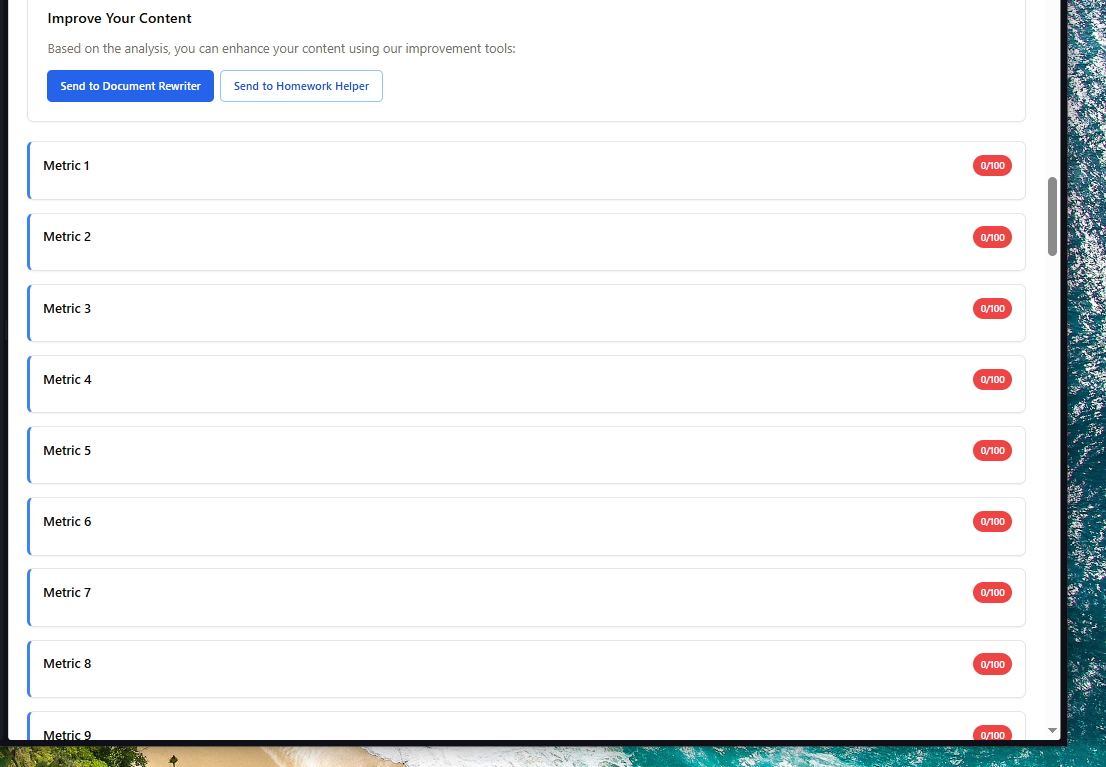 Improve Your Content
Based on the analysis, you can enhance your content using our improvement tools:
Send to Document Rewriter
Send to Homework Helper
Metric 1
0/100
Metric 2
0/100
Metric 3
0/100
Metric 4
0/100
Metric 5
0/100
Metric 6
0/100
Metric 7
0/100
Metric 8
0/100
Metric 9
0/100